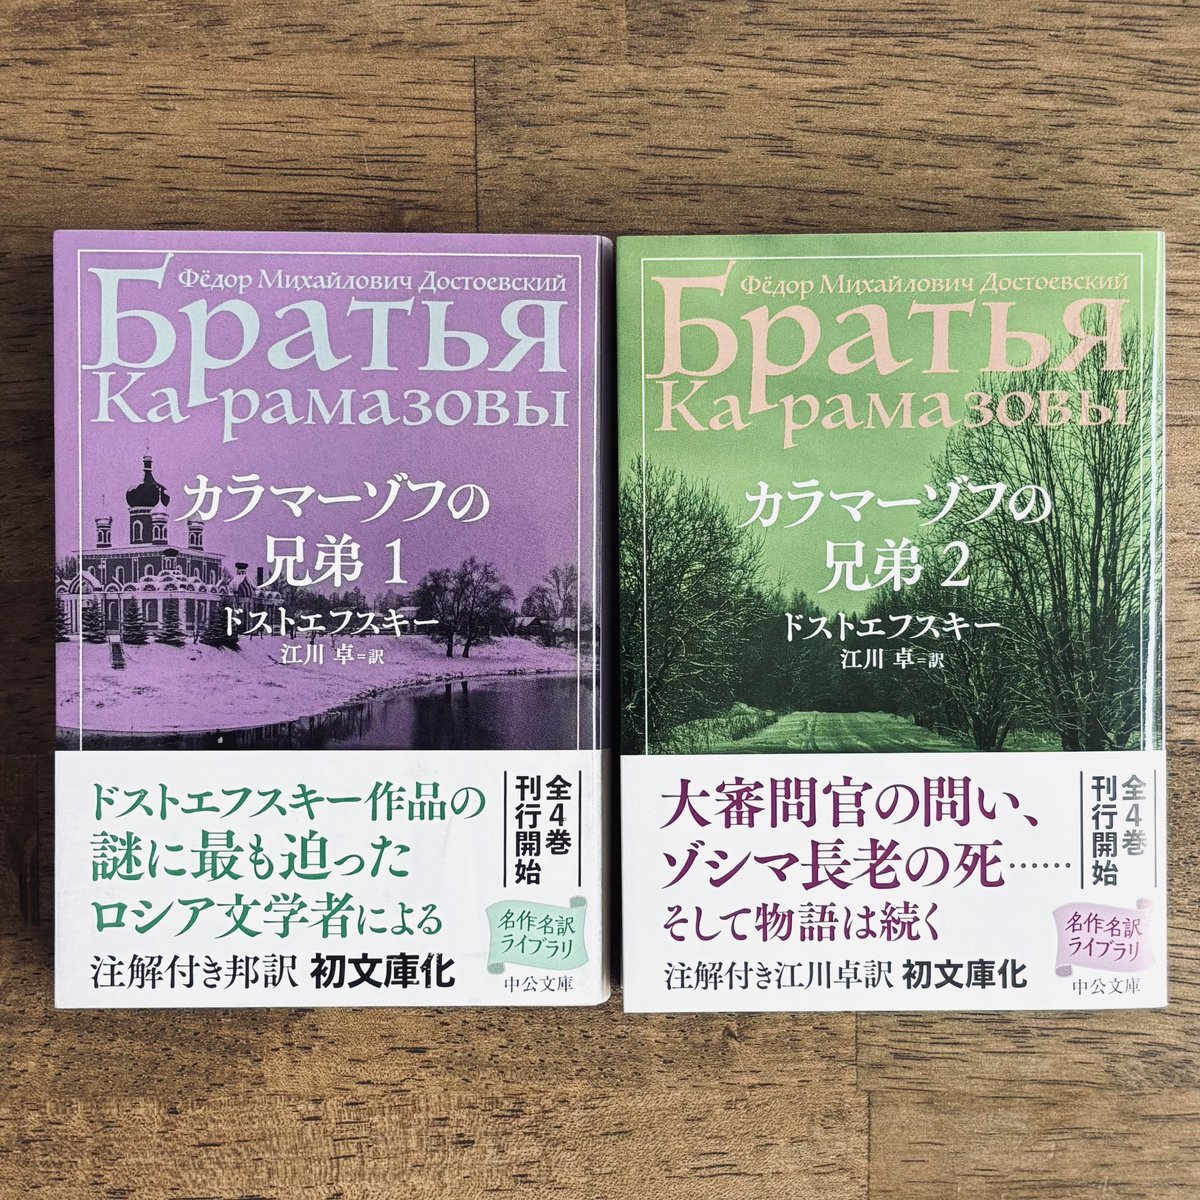 Фёдор Михайлович Достоевский
Братья
Карамазовы
カラマーゾフの
兄弟 1
ドストエフスキー
江川 卓=訳
ドストエフスキー作品の
謎に最も迫った
ロシア文学者による
注解付き邦訳 初文庫化
全4巻
刊行開始
名作名訳
ライブラリ
中公文庫
Фёдор Михайлович Достоевский
Братья
Карамазовы
カラマーゾフの
兄弟 2
ドストエフスキー
江川 卓=訳
大審問官の問い、
ゾシマ長老の死……
そして物語は続く
注解付き江川卓訳 初文庫化
全4巻
刊行開始
名作名訳
ライブラリ
中公文庫